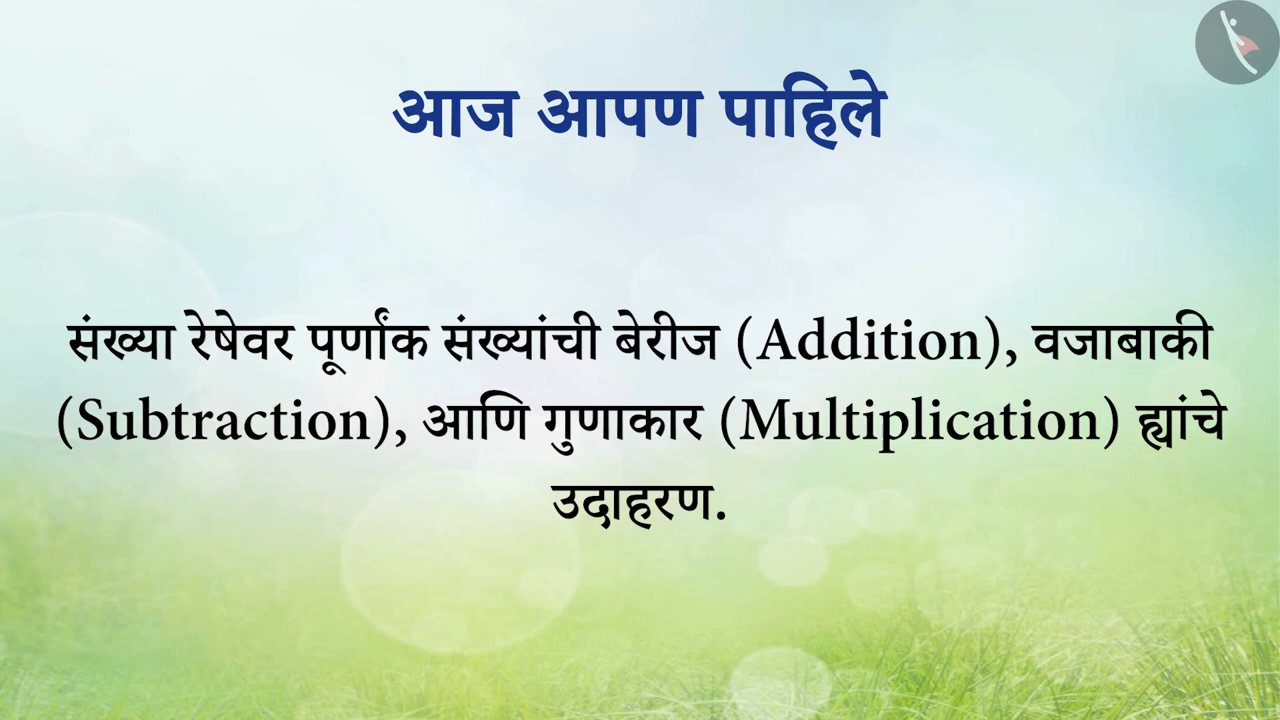 आज आपण पाहिले
संख्या रेषेवर पूर्णांक संख्यांची बेरीज (Addition), वजाबाकी
(Subtraction), आणि गुणाकार (Multiplication) ह्यांचे
उदाहरण.